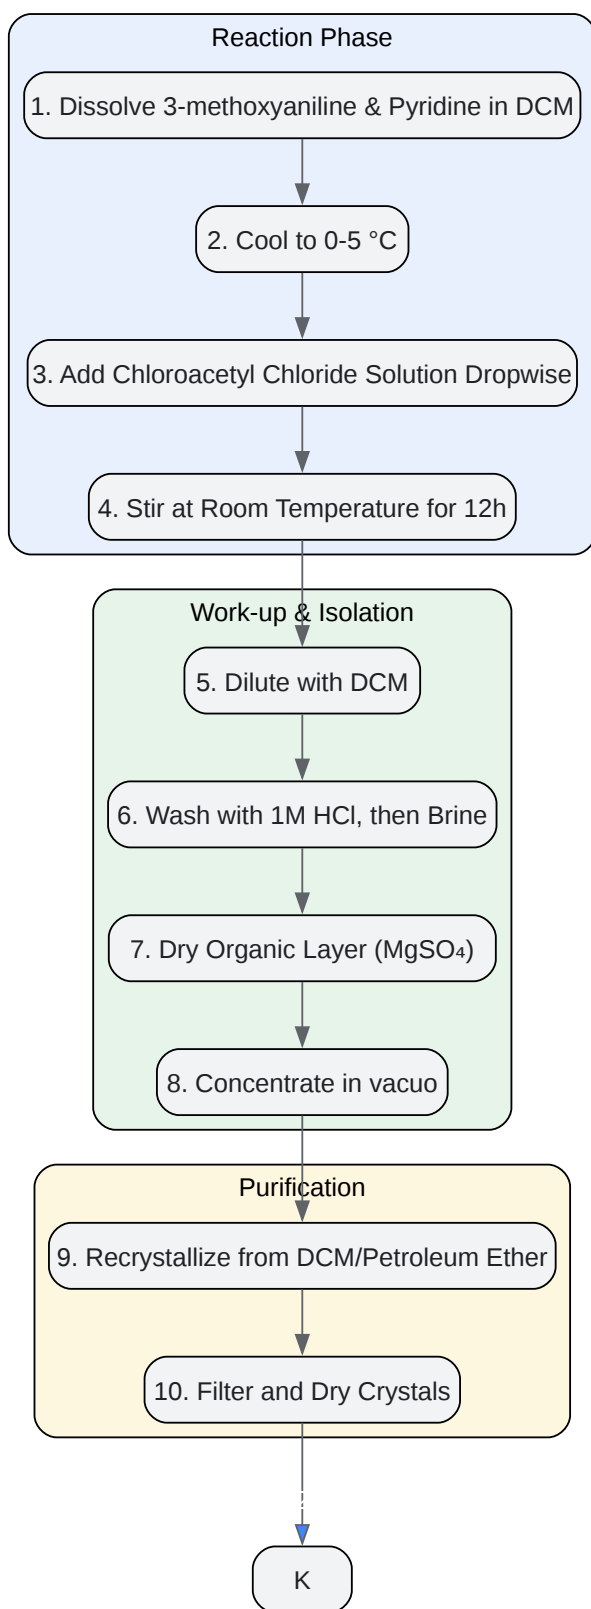 Reaction Phase
1. Dissolve 3-methoxyaniline & Pyridine in DCM
2. Cool to 0-5 °C
3. Add Chloroacetyl Chloride Solution Dropwise
4. Stir at Room Temperature for 12h
Work-up & Isolation
5. Dilute with DCM
6. Wash with 1M HCl, then Brine
7. Dry Organic Layer (MgSO₄)
8. Concentrate in vacuo
Purification
9. Recrystallize from DCM/Petroleum Ether
10. Filter and Dry Crystals
K